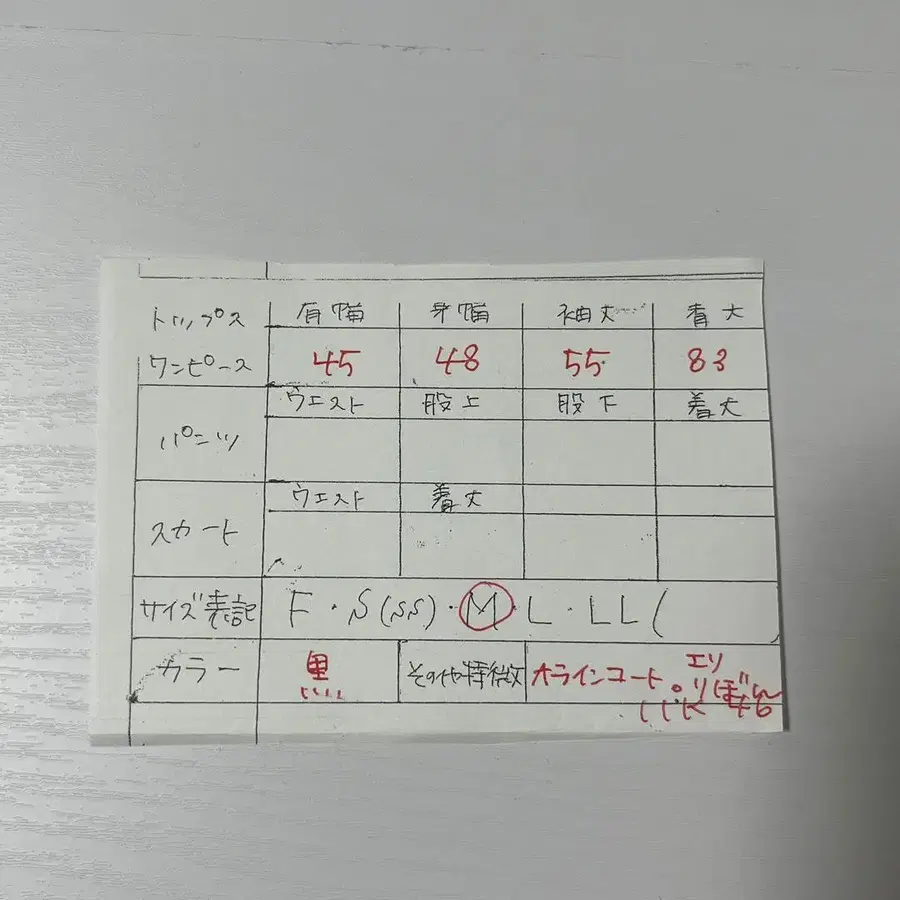 トップス 肩幅 身幅 袖丈 着丈
ワンピース 45 48 55 83
ウエスト 股上 股下 着丈
パンツ
ウエスト 着丈
スカート
サイズ表記 F・S(SS)・M・L・LL(
カラー 黒 その他特徴 オラインコート エリ
りぼん